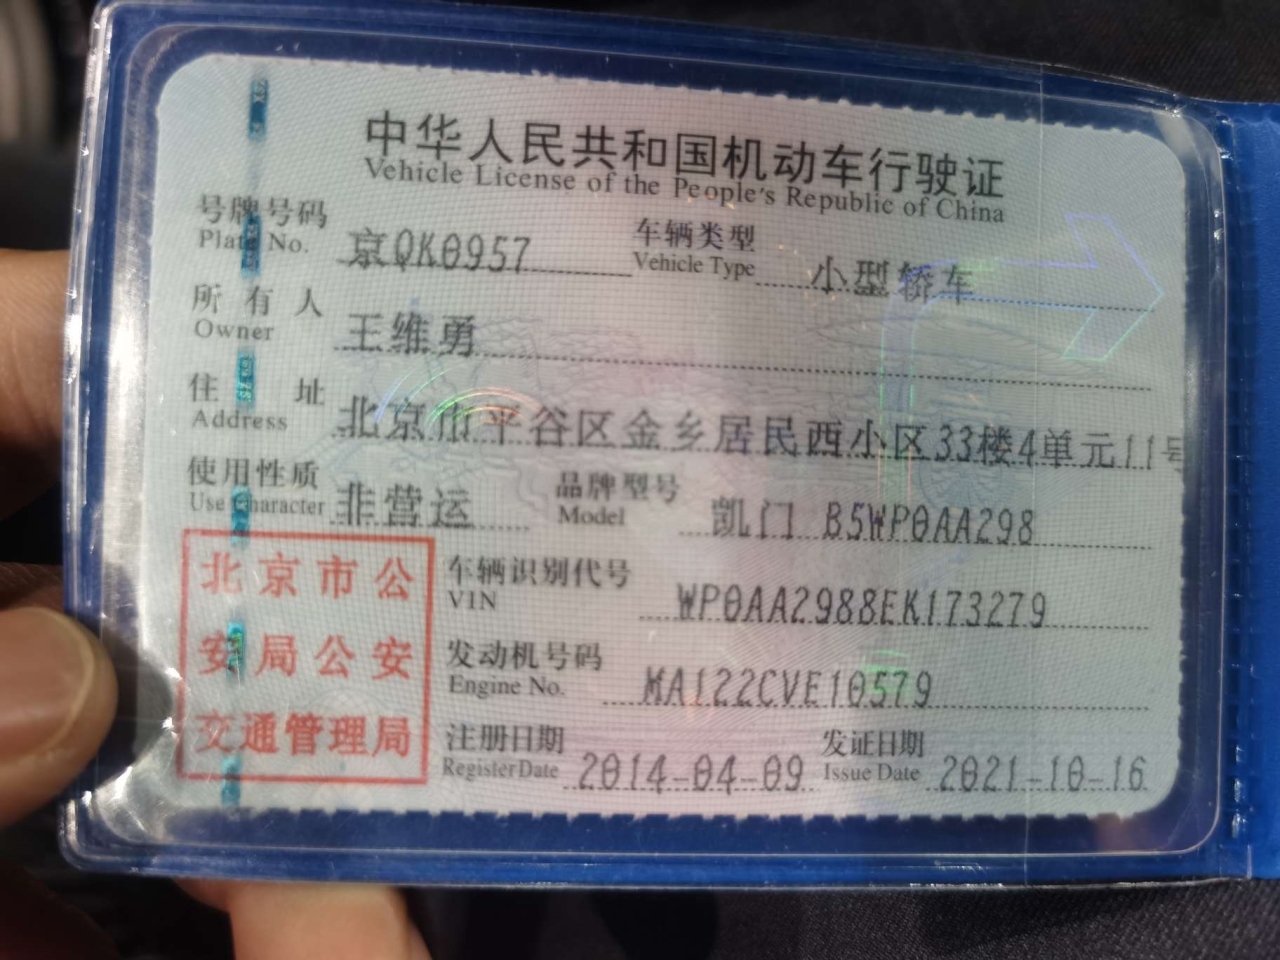 中华人民共和国机动车行驶证
Vehicle License of the People's Republic of China
号牌号码 京QK0957 车辆类型 小型轿车
Plate No. Vehicle Type
所有人 王维勇
Owner
住址 北京市平谷区金乡居民西小区33楼4单元11号
Address
使用性质 非营运 品牌型号 凯门 B5WP0AA298
Use Character Model
北京市公
安局公安
交通管理局
车辆识别代号 WP0AA2988EK173279
VIN
发动机号码 MA122CVE10579
Engine No.
注册日期 2014-04-09 发证日期 2021-10-16
Register Date Issue Date